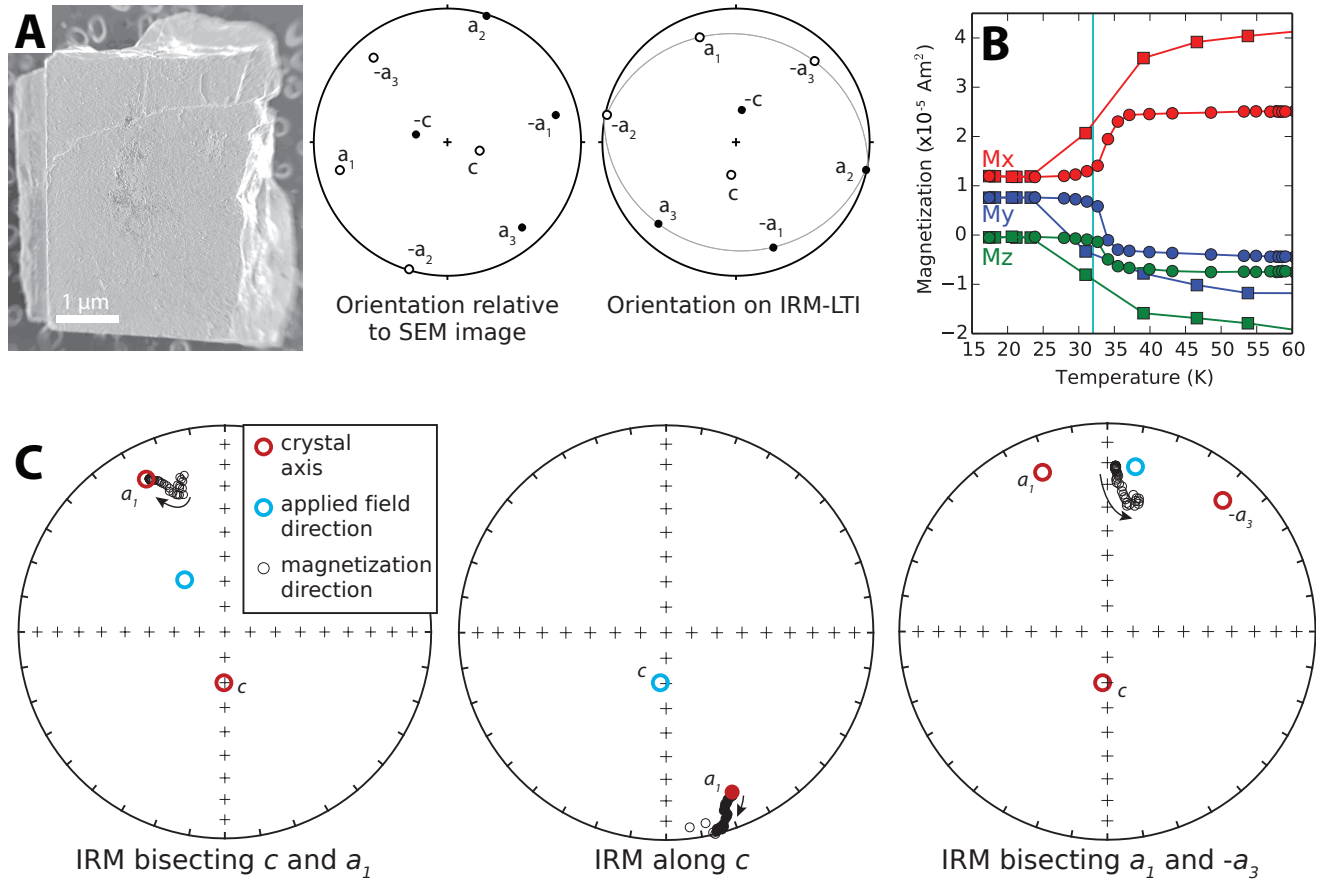 A
1 μm
a2
-a3
-c
-a1
c
a1
a3
-a2
Orientation relative
to SEM image
a1
-a3
-c
-a2
a2
c
a3
-a1
Orientation on IRM-LTI
B
Magnetization (x10-5 Am2)
4
3
2
1
0
−1
−2
Mx
My
Mz
15 20 25 30 35 40 45 50 55 60
Temperature (K)
C
crystal
axis
applied field
direction
magnetization
direction
a1
c
IRM bisecting c and a1
c
a1
IRM along c
a1
-a3
c
IRM bisecting a1 and -a3